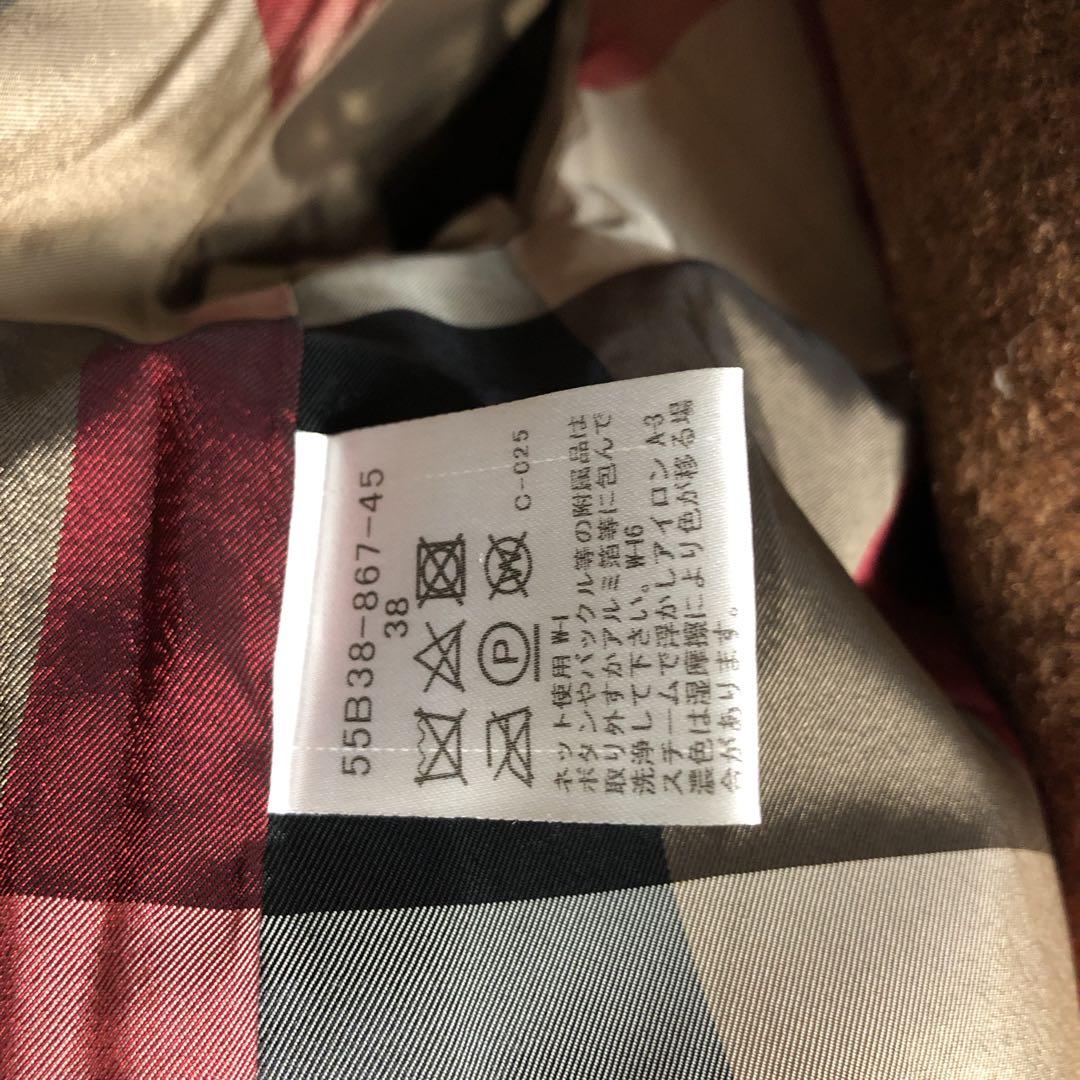 55B38-867-45
38
C-025
ネット使用 W-1
ボタンやバックル等の附属品は
取り外すかアルミ箔等に包んで
洗浄して下さい。W-16
スチームで浮かしアイロン A-3
濃色は湿摩擦により色が移る場
合があります。